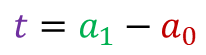 t = a₁ − a₀